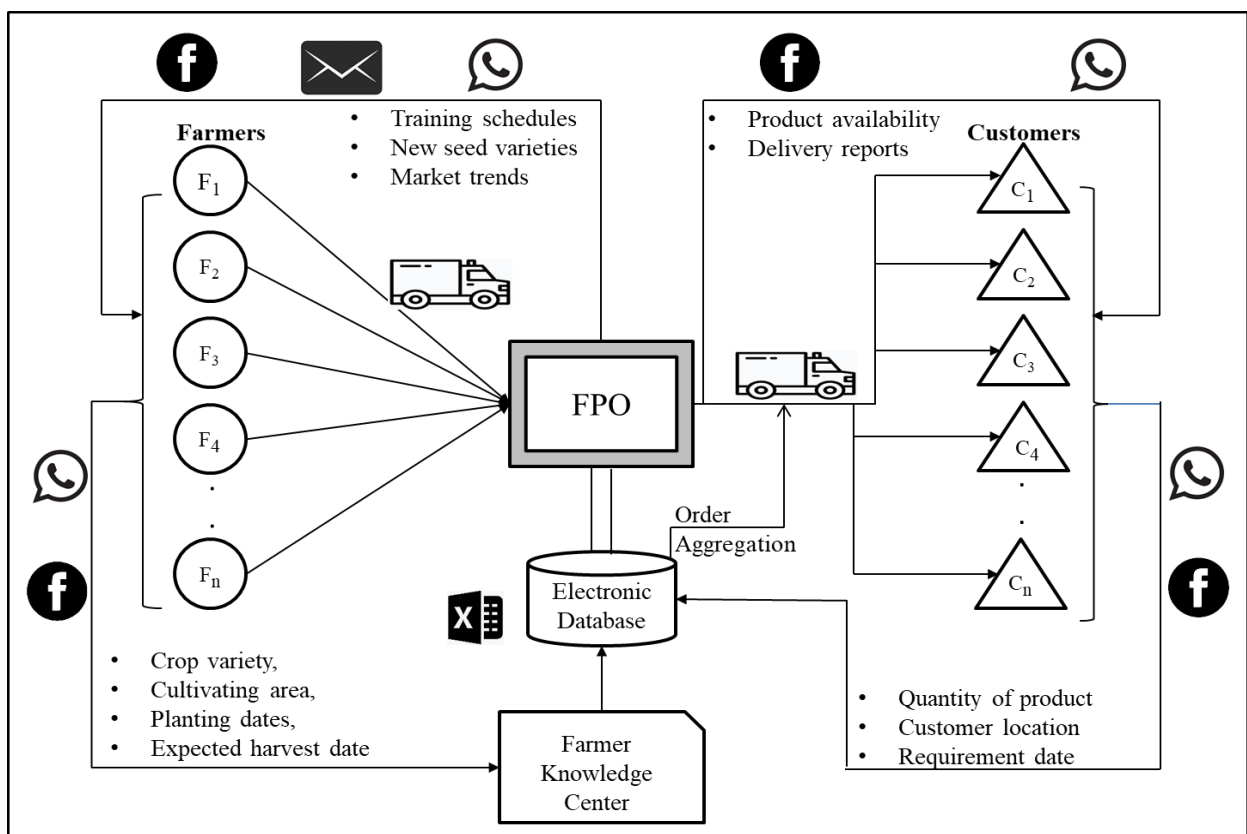 Farmers
F1
F2
F3
F4
.
.
Fn
• Training schedules
• New seed varieties
• Market trends
• Product availability
• Delivery reports
Customers
C1
C2
C3
C4
.
.
Cn
FPO
Order
Aggregation
Electronic
Database
X
• Crop variety,
• Cultivating area,
• Planting dates,
• Expected harvest date
Farmer
Knowledge
Center
• Quantity of product
• Customer location
• Requirement date